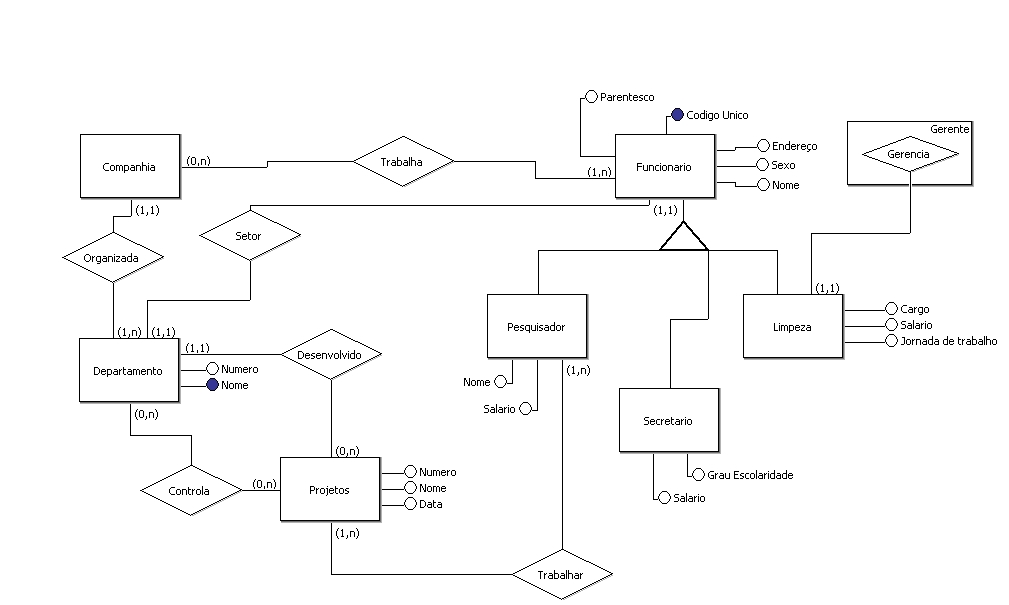 Parentesco
Codigo Unico
Gerente
Companhia
(0,n)
Trabalha
(1,n)
Funcionario
Endereço
Sexo
Nome
Gerencia
(1,1)
(1,1)
Setor
Organizada
(1,n)
(1,1)
(1,1)
Desenvolvido
Departamento
Numero
Nome
(0,n)
Pesquisador
(1,n)
Nome
Salario
(1,1)
Limpeza
Cargo
Salario
Jornada de trabalho
Secretario
Grau Escolaridade
Salario
(0,n)
Controla
(0,n)
Projetos
Numero
Nome
Data
(1,n)
Trabalhar